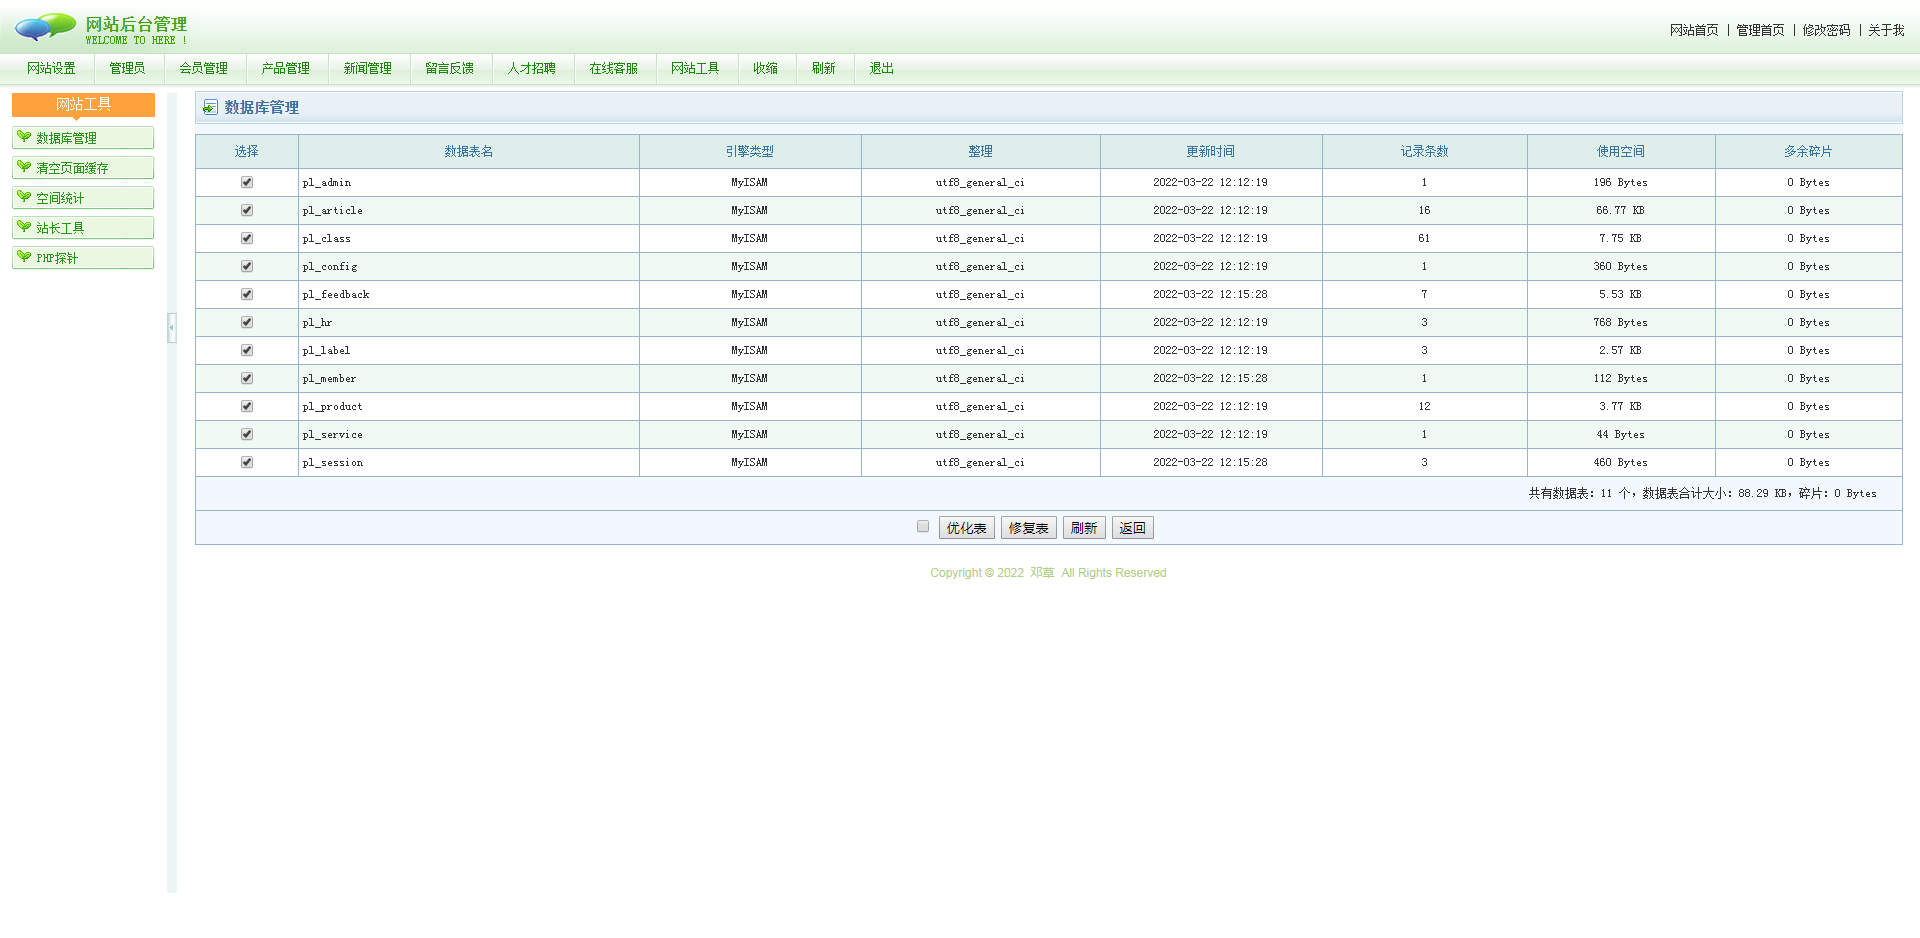 网站后台管理
WELCOME TO HERE !
网站首页 | 管理首页 | 修改密码 | 关于我
网站设置 管理员 会员管理 产品管理 新闻管理 留言反馈 人才招聘 在线客服 网站工具 收缩 刷新 退出
网站工具
数据库管理
清空页面缓存
空间统计
站长工具
PHP探针
数据库管理
选择 数据表名 引擎类型 整理 更新时间 记录条数 使用空间 多余碎片
pl_admin MyISAM utf8_general_ci 2022-03-22 12:12:19 1 196 Bytes 0 Bytes
pl_article MyISAM utf8_general_ci 2022-03-22 12:12:19 16 66.77 KB 0 Bytes
pl_class MyISAM utf8_general_ci 2022-03-22 12:12:19 61 7.75 KB 0 Bytes
pl_config MyISAM utf8_general_ci 2022-03-22 12:12:19 1 360 Bytes 0 Bytes
pl_feedback MyISAM utf8_general_ci 2022-03-22 12:15:28 7 5.53 KB 0 Bytes
pl_hr MyISAM utf8_general_ci 2022-03-22 12:12:19 3 768 Bytes 0 Bytes
pl_label MyISAM utf8_general_ci 2022-03-22 12:12:19 3 2.57 KB 0 Bytes
pl_member MyISAM utf8_general_ci 2022-03-22 12:15:28 1 112 Bytes 0 Bytes
pl_product MyISAM utf8_general_ci 2022-03-22 12:12:19 12 3.77 KB 0 Bytes
pl_service MyISAM utf8_general_ci 2022-03-22 12:12:19 1 44 Bytes 0 Bytes
pl_session MyISAM utf8_general_ci 2022-03-22 12:15:28 3 460 Bytes 0 Bytes
共有数据表：11 个，数据表合计大小：88.29 KB，碎片：0 Bytes
优化表 修复表 刷新 返回
Copyright © 2022 邓草 All Rights Reserved